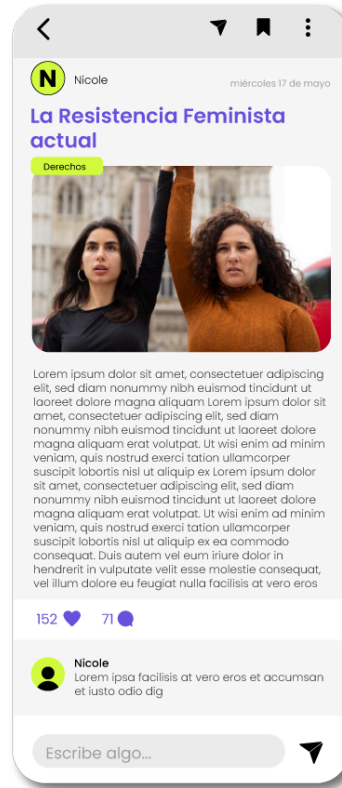 N
Nicole
miércoles 17 de mayo
La Resistencia Feminista
actual
Derechos
Lorem ipsum dolor sit amet, consectetuer adipiscing
elit, sed diam nonummy nibh euismod tincidunt ut
laoreet dolore magna aliquam Lorem ipsum dolor sit
amet, consectetuer adipiscing elit, sed diam
nonummy nibh euismod tincidunt ut laoreet dolore
magna aliquam erat volutpat. Ut wisi enim ad minim
veniam, quis nostrud exerci tation ullamcorper
suscipit lobortis nisl ut aliquip ex Lorem ipsum dolor
sit amet, consectetuer adipiscing elit, sed diam
nonummy nibh euismod tincidunt ut laoreet dolore
magna aliquam erat volutpat. Ut wisi enim ad minim
veniam, quis nostrud exerci tation ullamcorper
suscipit lobortis nisl ut aliquip ex ea commodo
consequat. Duis autem vel eum iriure dolor in
hendrerit in vulputate velit esse molestie consequat,
vel illum dolore eu feugiat nulla facilisis at vero eros
152 71
Nicole
Lorem ipsa facilisis at vero eros et accumsan
et iusto odio dig
Escribe algo...